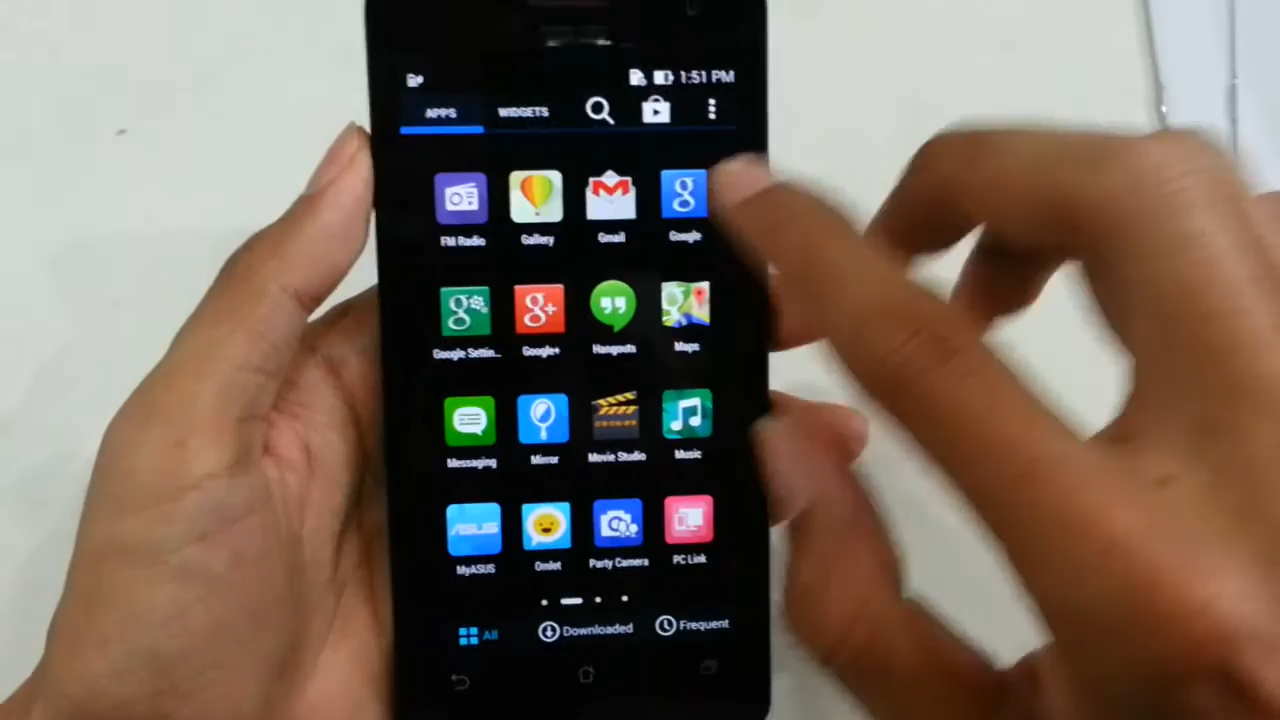 1:51 PM
APPS WIDGETS
FM Radio Gallery Gmail Google
Google Settin... Google+ Hangouts Maps
Messaging Mirror Movie Studio Music
ASUS
MyASUS Omlet Party Camera PC Link
All Downloaded Frequent